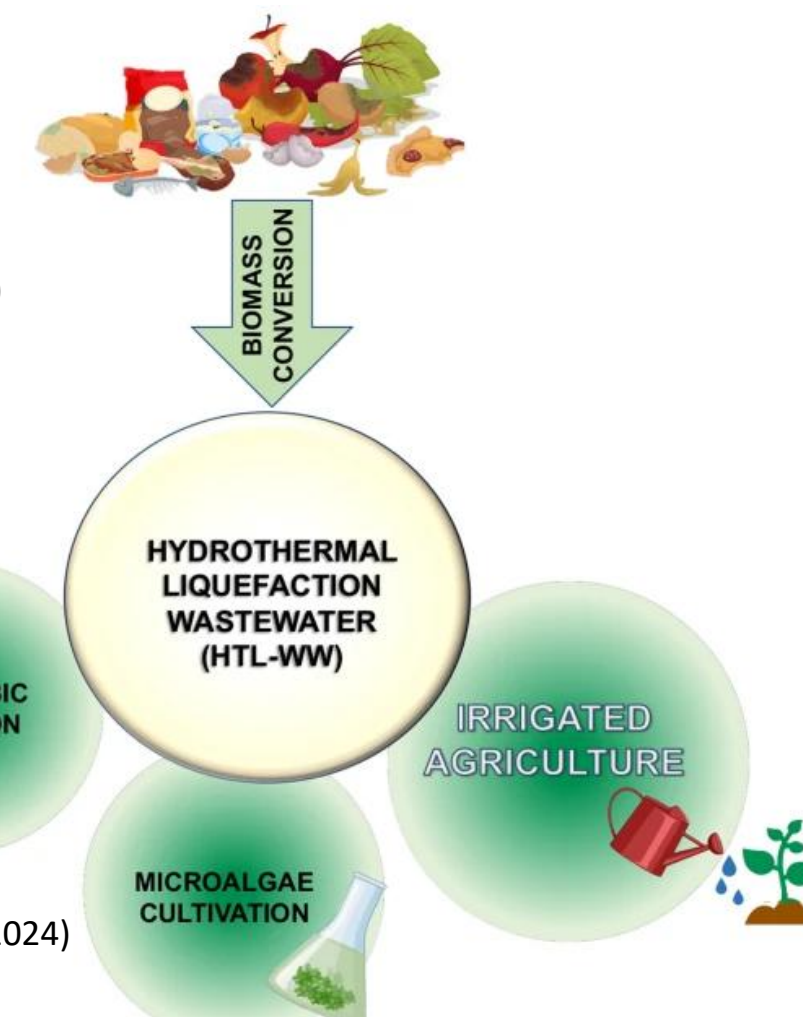 BIOMASS
CONVERSION
HYDROTHERMAL
LIQUEFACTION
WASTEWATER
(HTL-WW)
IRRIGATED
AGRICULTURE
MICROALGAE
CULTIVATION